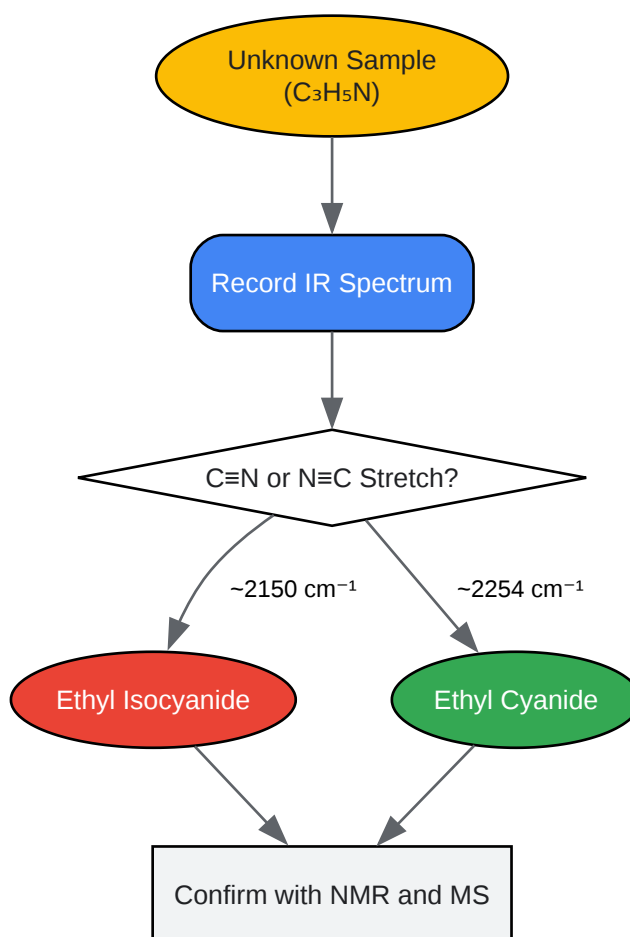 Unknown Sample
(C₃H₅N)
Record IR Spectrum
C≡N or N≡C Stretch?
~2150 cm⁻¹
~2254 cm⁻¹
Ethyl Isocyanide
Ethyl Cyanide
Confirm with NMR and MS